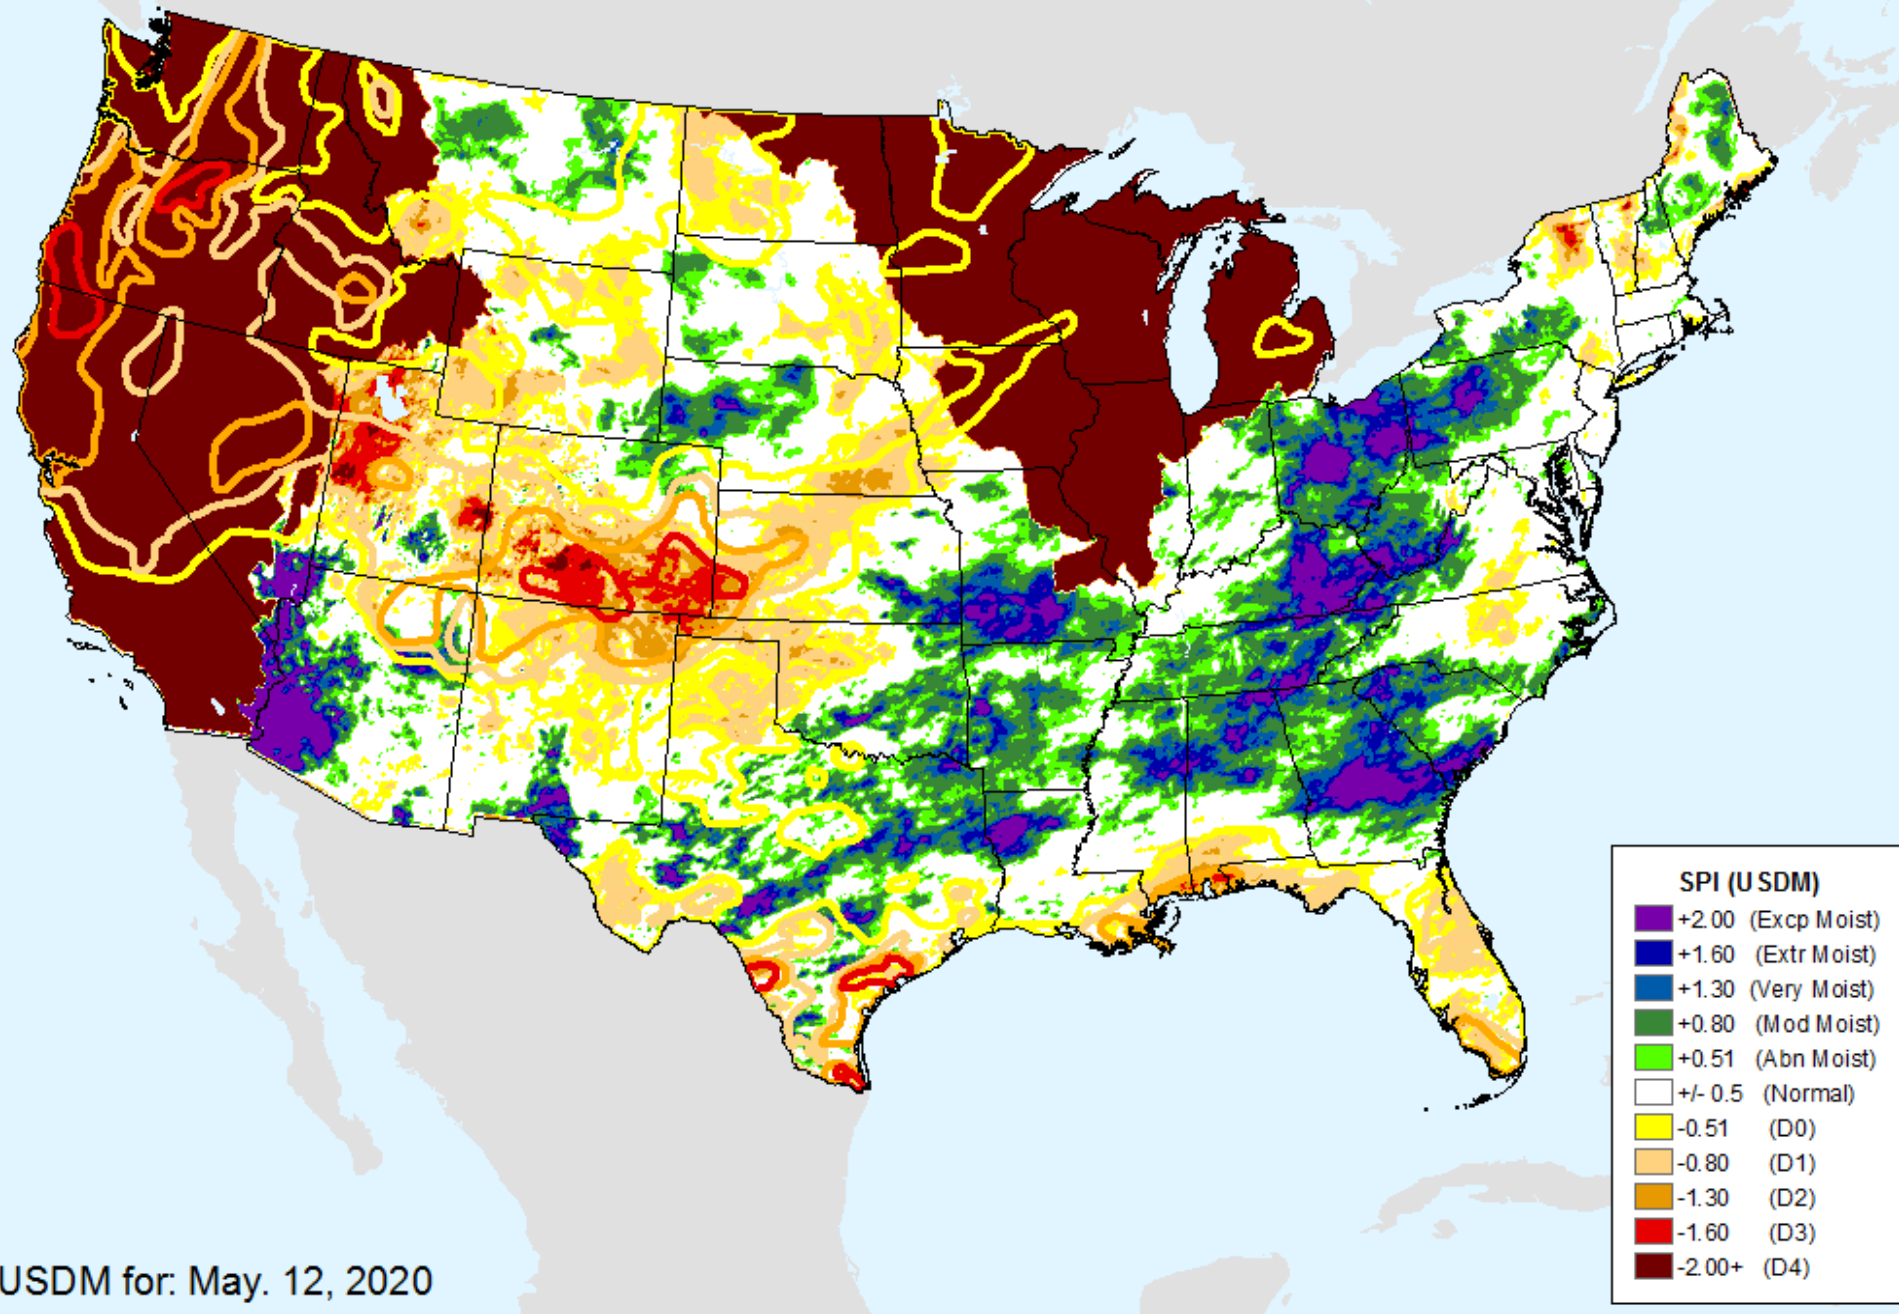 SPI (USDM)
+2.00 (Excp Moist)
+1.60 (Extr Moist)
+1.30 (Very Moist)
+0.80 (Mod Moist)
+0.51 (Abn Moist)
+/- 0.5 (Normal)
-0.51 (D0)
-0.80 (D1)
-1.30 (D2)
-1.60 (D3)
-2.00+ (D4)
USDM for: May. 12, 2020